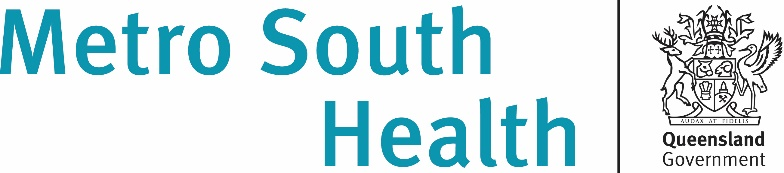 Metro South
Health
AUDAX AT FIDELIS
Queensland
Government